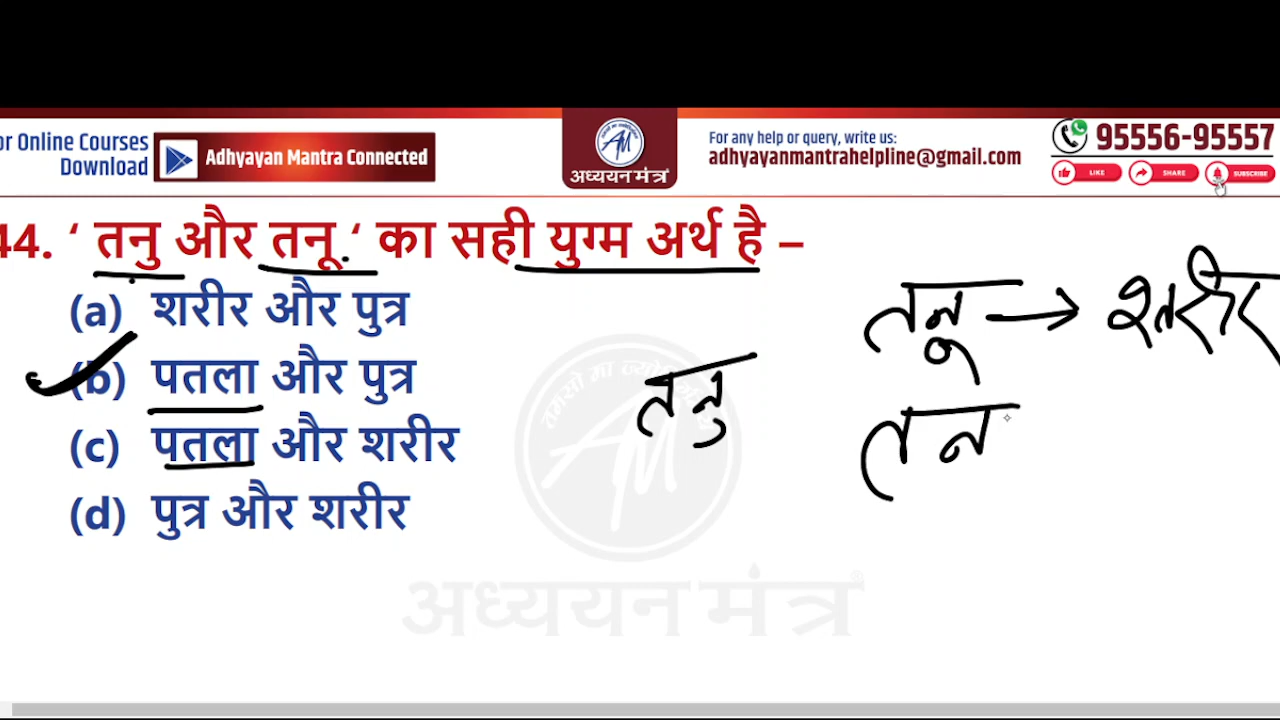 or Online Courses
Download
Adhyayan Mantra Connected
AM
अध्ययन मंत्र
For any help or query, write us:
adhyayanmantrahelpline@gmail.com
95556-95557
LIKE
SHARE
SUBSCRIBE
44. ‘ तनु और तनू ‘ का सही युग्म अर्थ है –
(a) शरीर और पुत्र
(b) पतला और पुत्र
(c) पतला और शरीर
(d) पुत्र और शरीर
तनु
तनू → शरीर
तन
AM
अध्ययन मंत्र